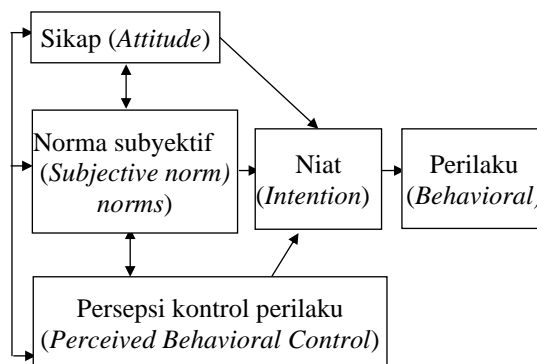 Sikap (Attitude)
Norma subyektif
(Subjective norm)
norms)
Niat
(Intention)
Perilaku
(Behavioral)
Persepsi kontrol perilaku
(Perceived Behavioral Control)